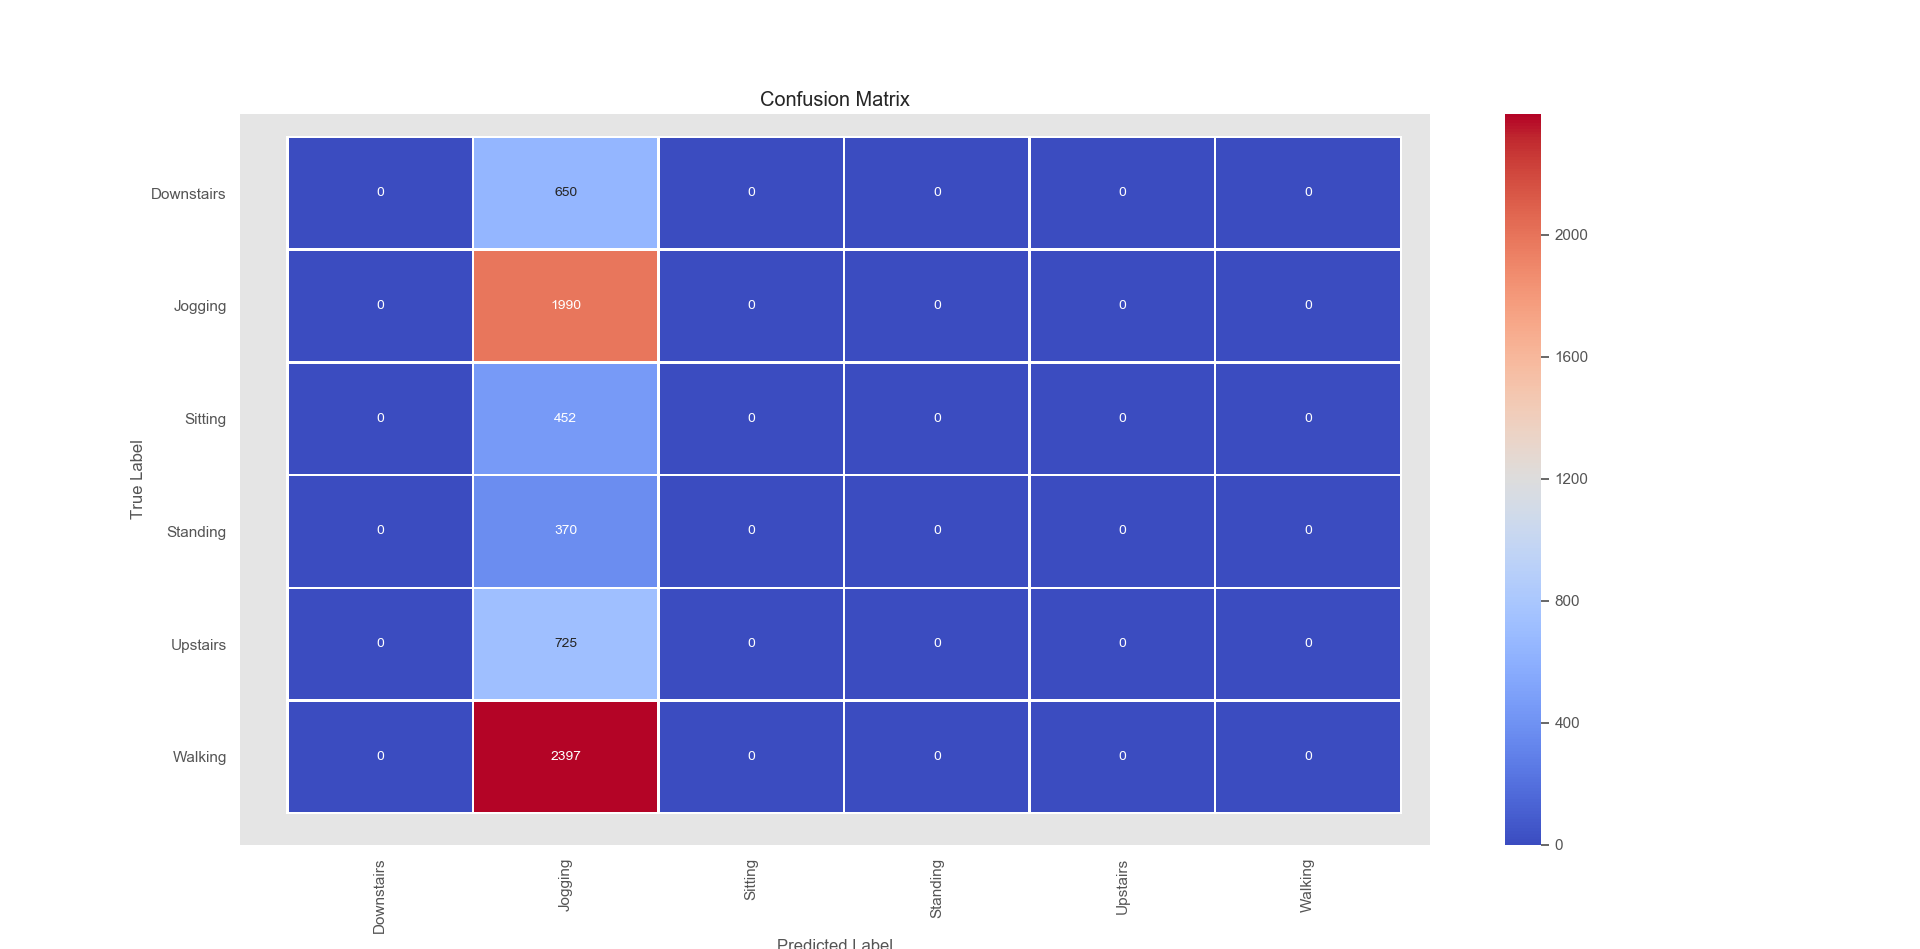 Confusion Matrix
Downstairs 0 650 0 0 0 0
Jogging 0 1990 0 0 0 0
Sitting 0 452 0 0 0 0
Standing 0 370 0 0 0 0
Upstairs 0 725 0 0 0 0
Walking 0 2397 0 0 0 0
True Label
Downstairs Jogging Sitting Standing Upstairs Walking
Predicted Label
2000
1600
1200
800
400
0